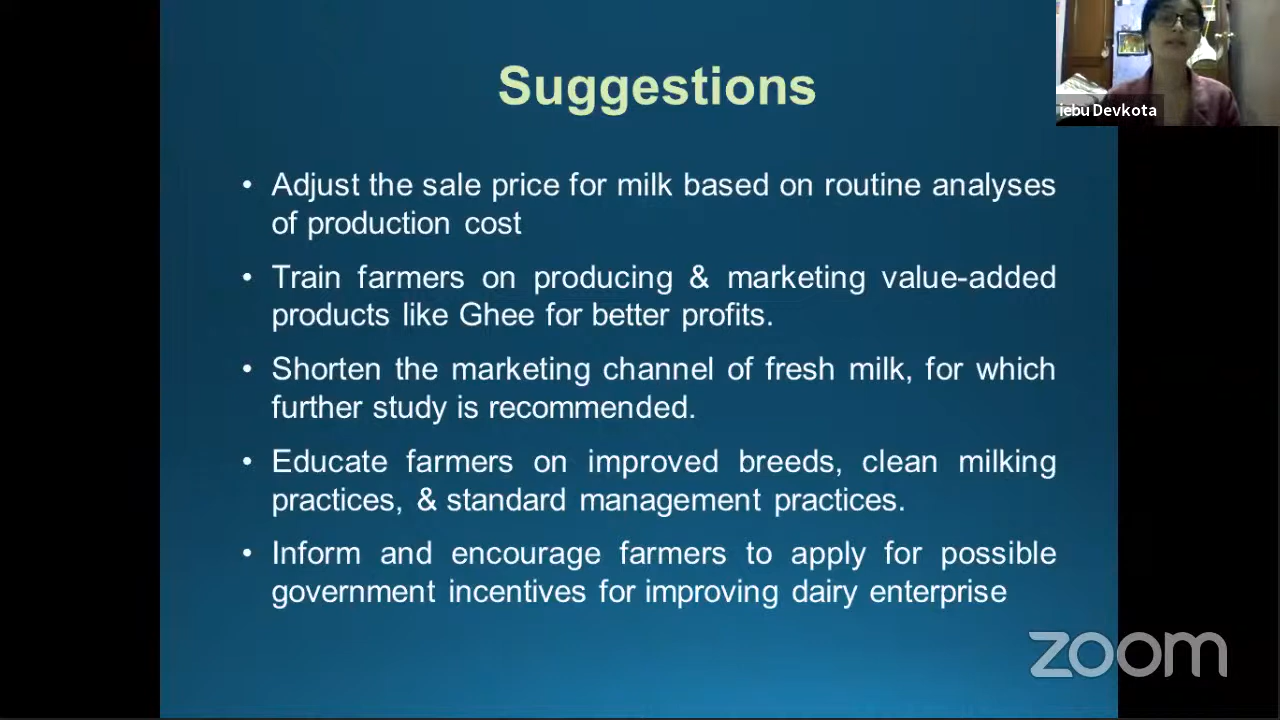 Suggestions
iebu Devkota
• Adjust the sale price for milk based on routine analyses
of production cost
• Train farmers on producing & marketing value-added
products like Ghee for better profits.
• Shorten the marketing channel of fresh milk, for which
further study is recommended.
• Educate farmers on improved breeds, clean milking
practices, & standard management practices.
• Inform and encourage farmers to apply for possible
government incentives for improving dairy enterprise
zoom